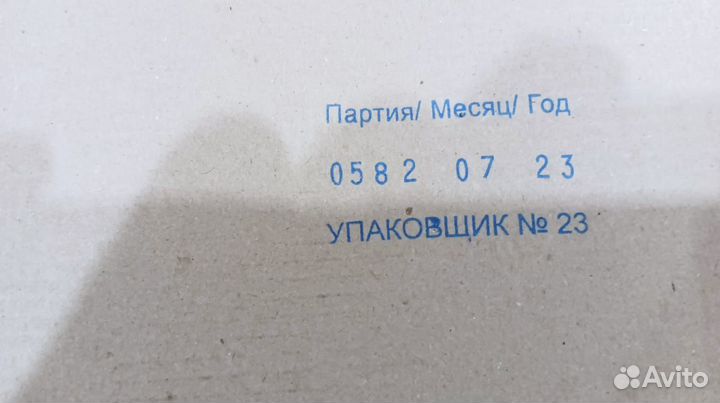 Партия/ Месяц/ Год
0582 07 23
УПАКОВЩИК № 23
Avito